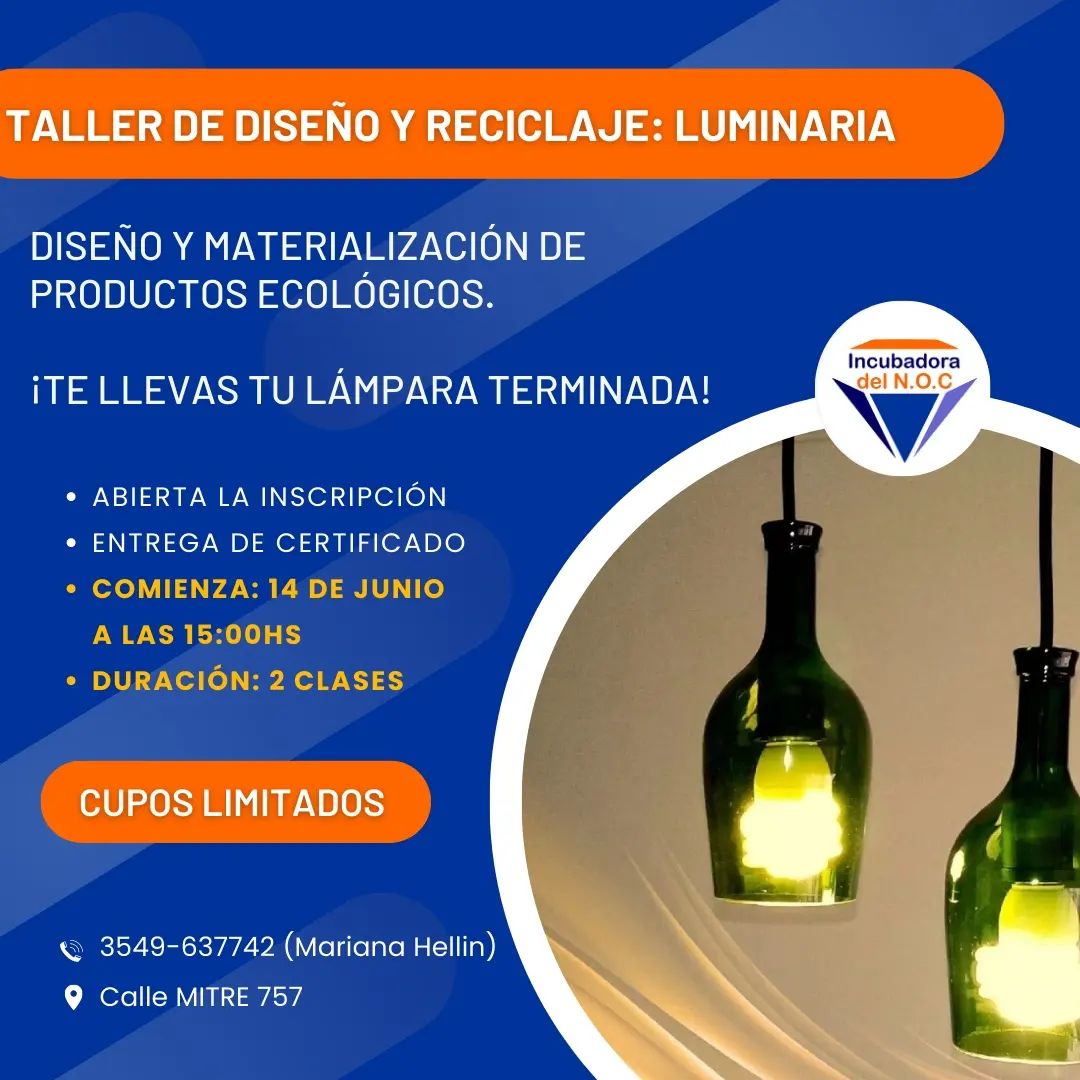 TALLER DE DISEÑO Y RECICLAJE: LUMINARIA
DISEÑO Y MATERIALIZACIÓN DE
PRODUCTOS ECOLÓGICOS.
¡TE LLEVAS TU LÁMPARA TERMINADA!
Incubadora
del N.O.C
• ABIERTA LA INSCRIPCIÓN
• ENTREGA DE CERTIFICADO
• COMIENZA: 14 DE JUNIO
A LAS 15:00HS
• DURACIÓN: 2 CLASES
CUPOS LIMITADOS
3549-637742 (Mariana Hellin)
Calle MITRE 757